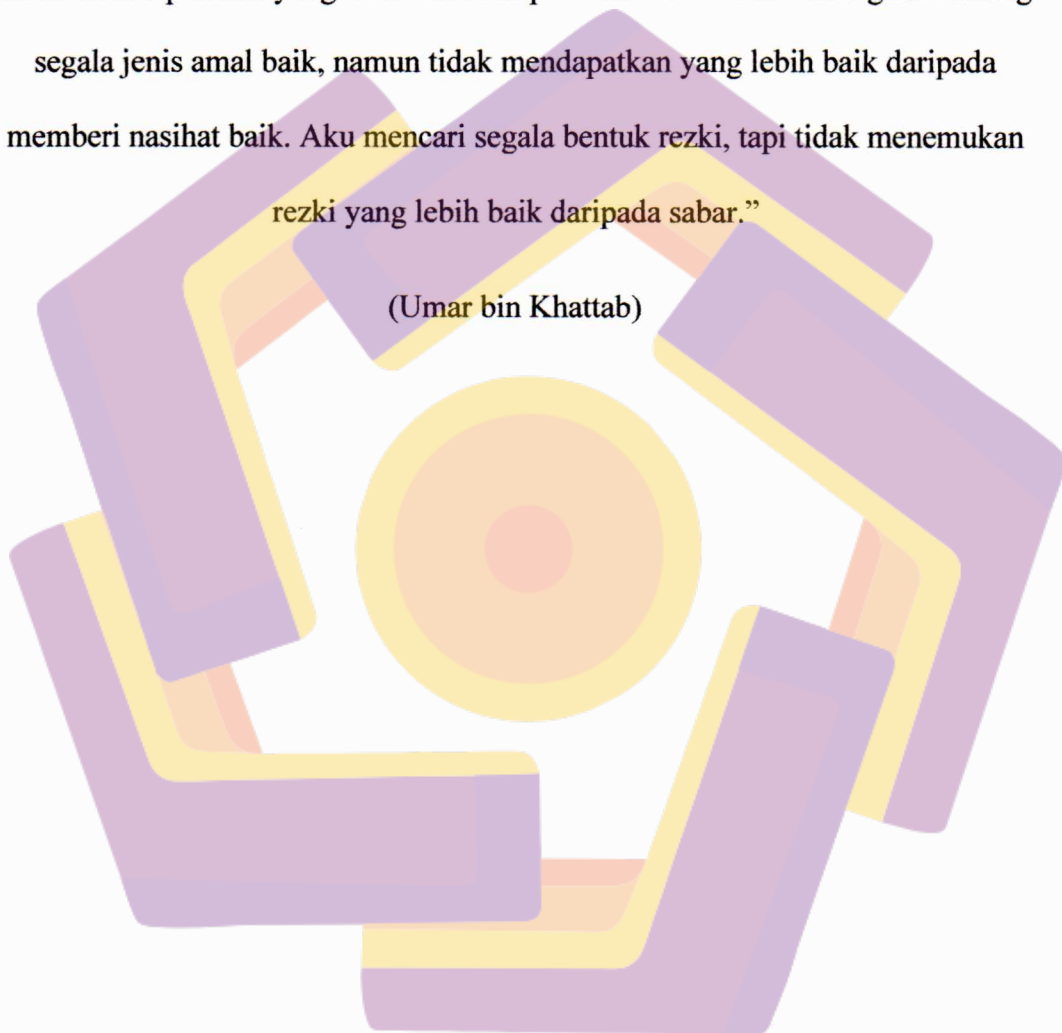 segala jenis amal baik, namun tidak mendapatkan yang lebih baik daripada
memberi nasihat baik. Aku mencari segala bentuk rezki, tapi tidak menemukan
rezki yang lebih baik daripada sabar.”
(Umar bin Khattab)